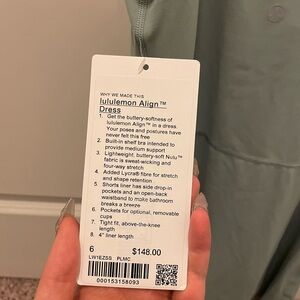 WHY WE MADE THIS
lululemon Align™
Dress
1. Get the buttery-softness of
lululemon Align™ in a dress.
Your poses and postures have
never felt this free
2. Built-in shelf bra intended to
provide medium support
3. Lightweight, buttery-soft Nulu™
fabric is sweat-wicking and
four-way stretch
4. Added Lycra® fibre for stretch
and shape retention
5. Shorts liner has side drop-in
pockets and an open-back
waistband to make bathroom
breaks a breeze
6. Pockets for optional, removable
cups
7. Tight fit, above-the-knee
length
8. 4" liner length
6 $148.00
LW1EZSS PLMC
000153158093